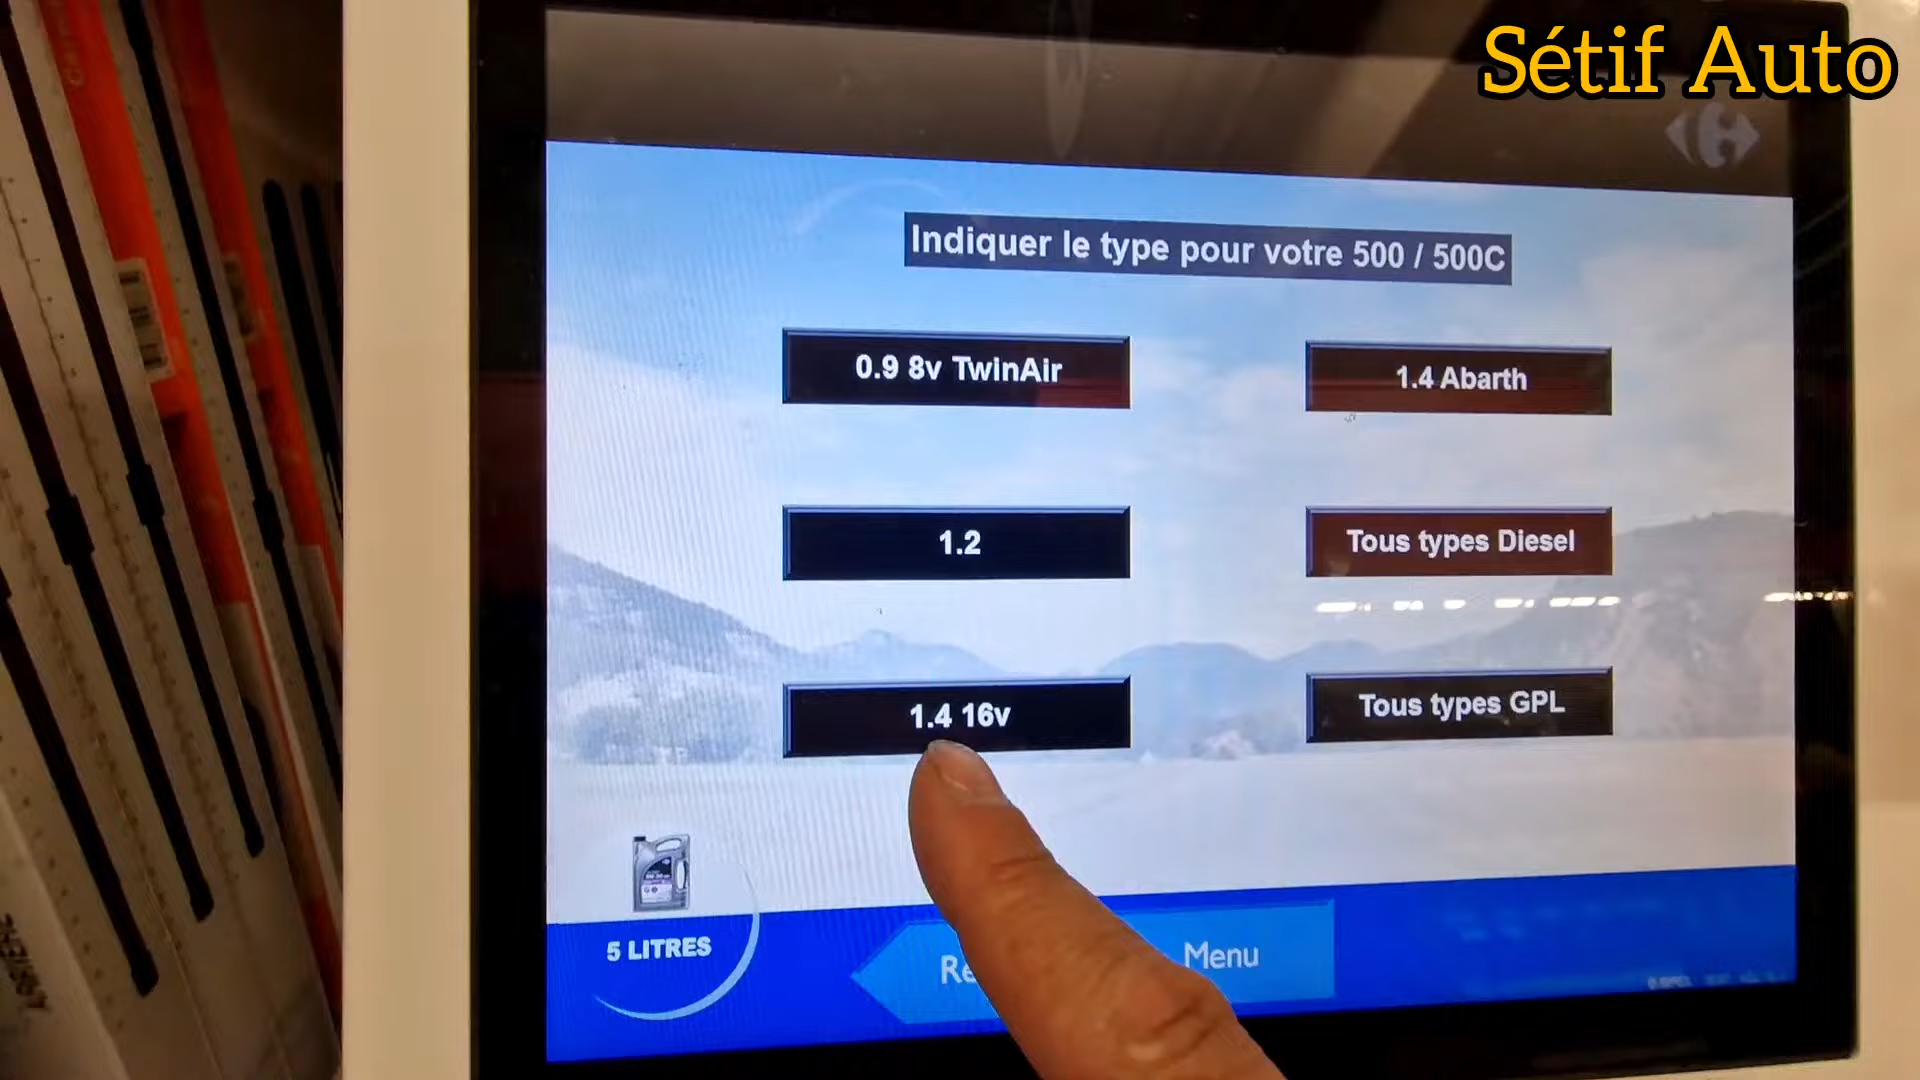 Sétif Auto
Indiquer le type pour votre 500 / 500C
0.9 8v TwinAir
1.4 Abarth
1.2
Tous types Diesel
1.4 16v
Tous types GPL
5 LITRES
Re
Menu